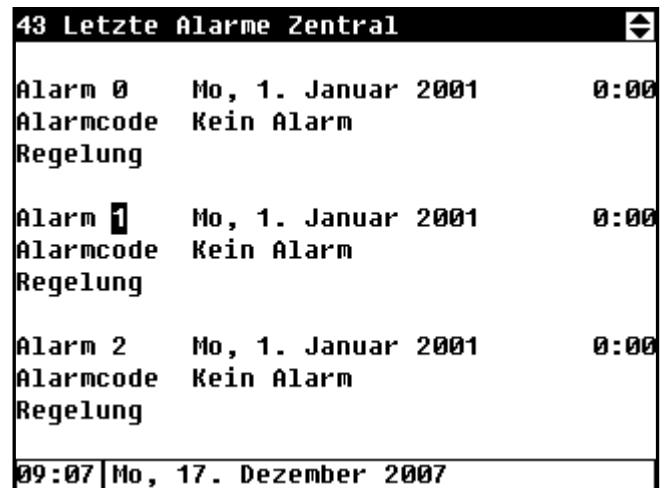 43 Letzte Alarme Zentral
Alarm 0 Mo, 1. Januar 2001 0:00
Alarmcode Kein Alarm
Regelung
Alarm 1 Mo, 1. Januar 2001 0:00
Alarmcode Kein Alarm
Regelung
Alarm 2 Mo, 1. Januar 2001 0:00
Alarmcode Kein Alarm
Regelung
09:07 Mo, 17. Dezember 2007